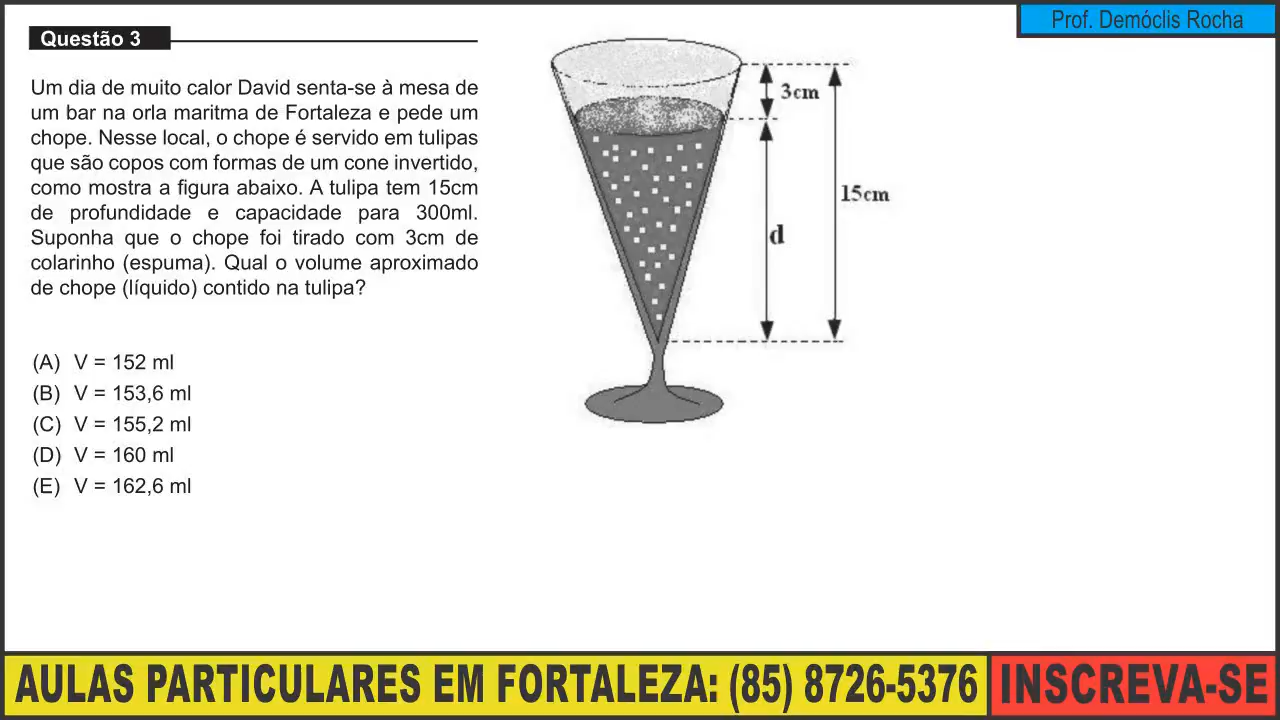 Prof. Demóclis Rocha
Questão 3
Um dia de muito calor David senta-se à mesa de
um bar na orla maritma de Fortaleza e pede um
chope. Nesse local, o chope é servido em tulipas
que são copos com formas de um cone invertido,
como mostra a figura abaixo. A tulipa tem 15cm
de profundidade e capacidade para 300ml.
Suponha que o chope foi tirado com 3cm de
colarinho (espuma). Qual o volume aproximado
de chope (líquido) contido na tulipa?
(A) V = 152 ml
(B) V = 153,6 ml
(C) V = 155,2 ml
(D) V = 160 ml
(E) V = 162,6 ml
3cm
15cm
d
AULAS PARTICULARES EM FORTALEZA: (85) 8726-5376
INSCREVA-SE